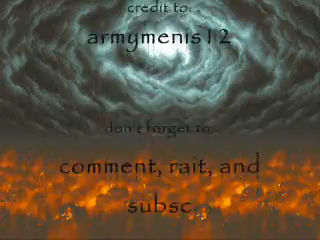 credit to:
armymenis12
don't forget to
comment, rait, and
subsc